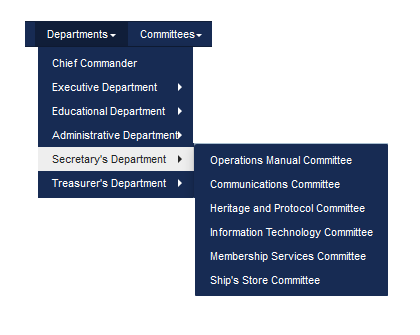 Departments Committees
Chief Commander
Executive Department
Educational Department
Administrative Department
Secretary's Department
Treasurer's Department
Operations Manual Committee
Communications Committee
Heritage and Protocol Committee
Information Technology Committee
Membership Services Committee
Ship's Store Committee